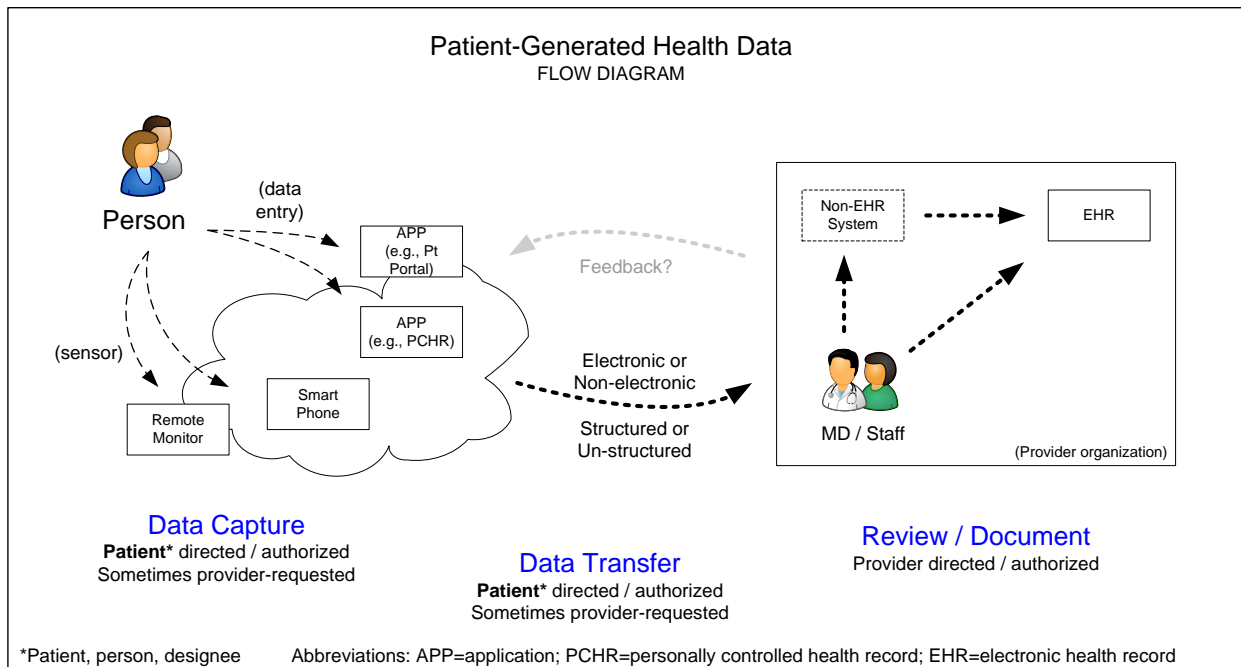 Patient-Generated Health Data
FLOW DIAGRAM
Person
(data
entry)
(sensor)
APP
(e.g., Pt
Portal)
APP
(e.g., PCHR)
Smart
Phone
Remote
Monitor
Feedback?
Electronic or
Non-electronic
Structured or
Un-structured
Non-EHR
System
EHR
MD / Staff
(Provider organization)
Data Capture
Patient* directed / authorized
Sometimes provider-requested
Data Transfer
Patient* directed / authorized
Sometimes provider-requested
Review / Document
Provider directed / authorized
*Patient, person, designee
Abbreviations: APP=application; PCHR=personally controlled health record; EHR=electronic health record